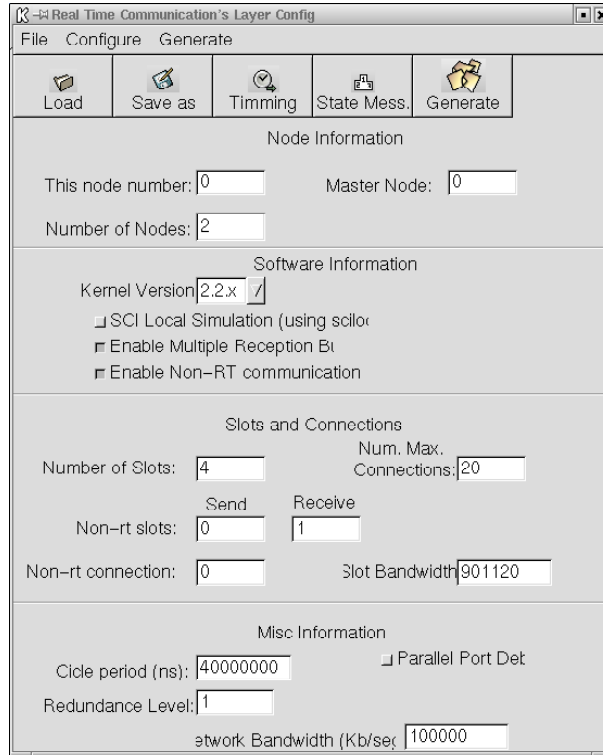 Real Time Communication's Layer Config
File Configure Generate
Load Save as Timming State Mess. Generate
Node Information
This node number: 0 Master Node: 0
Number of Nodes: 2
Software Information
Kernel Version 2.2.x
SCI Local Simulation (using
Enable Multiple Reception
Enable Non-RT communication
Slots and Connections
Num. Max.
Number of Slots: 4 Connections: 20
Send Receive
Non-rt slots: 0 1
Non-rt connection: 0 Slot Bandwidth 901120
Misc Information
Cicle period (ns): 40000000 Parallel Port
Redundance Level: 1
etwork Bandwidth (Kb/sec 100000